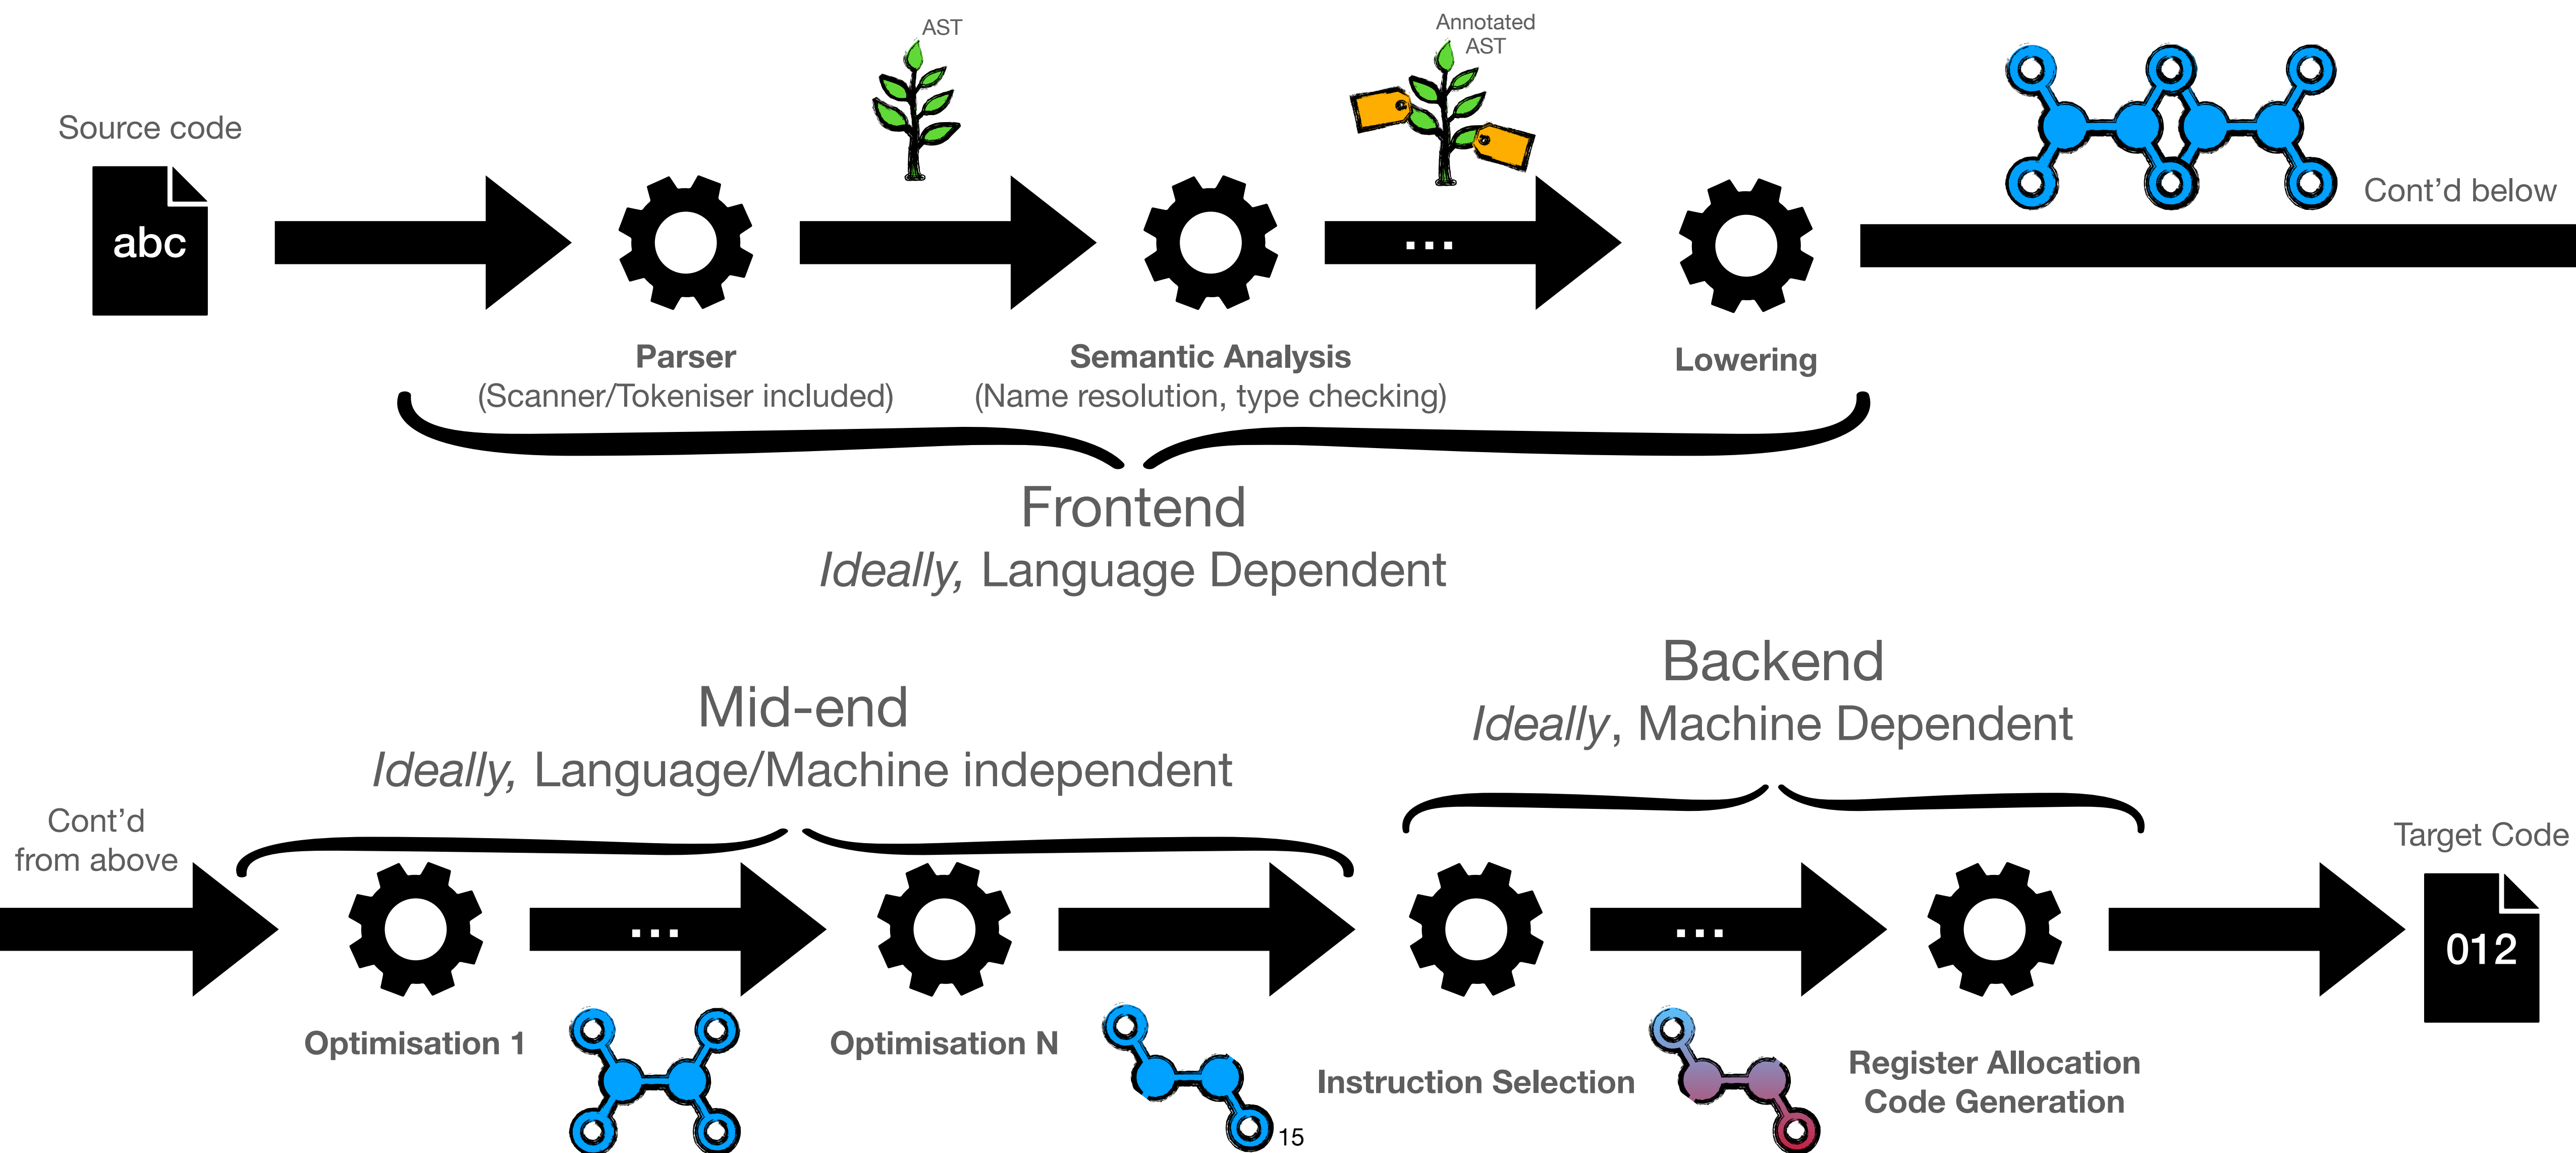 AST
Annotated
AST
Source code
abc
Cont’d below
...
Parser
(Scanner/Tokeniser included)
Semantic Analysis
(Name resolution, type checking)
Lowering
Frontend
Ideally, Language Dependent
Mid-end
Ideally, Language/Machine independent
Backend
Ideally, Machine Dependent
Cont’d
from above
Target Code
...
...
012
Optimisation 1
Optimisation N
Instruction Selection
Register Allocation
Code Generation
15